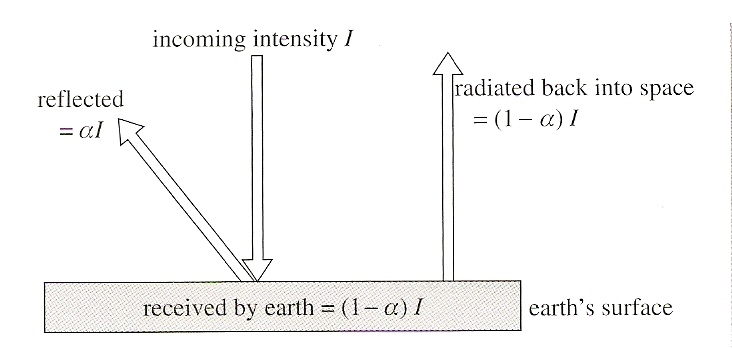 incoming intensity I
reflected
= αI
radiated back into space
= (1 – α) I
received by earth = (1– α) I
earth's surface